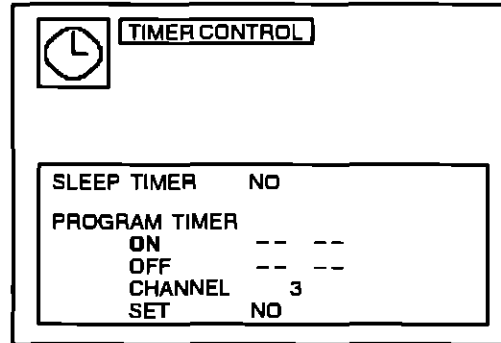 TIMER CONTROL
SLEEP TIMER NO
PROGRAM TIMER
ON -- --
OFF -- --
CHANNEL 3
SET NO